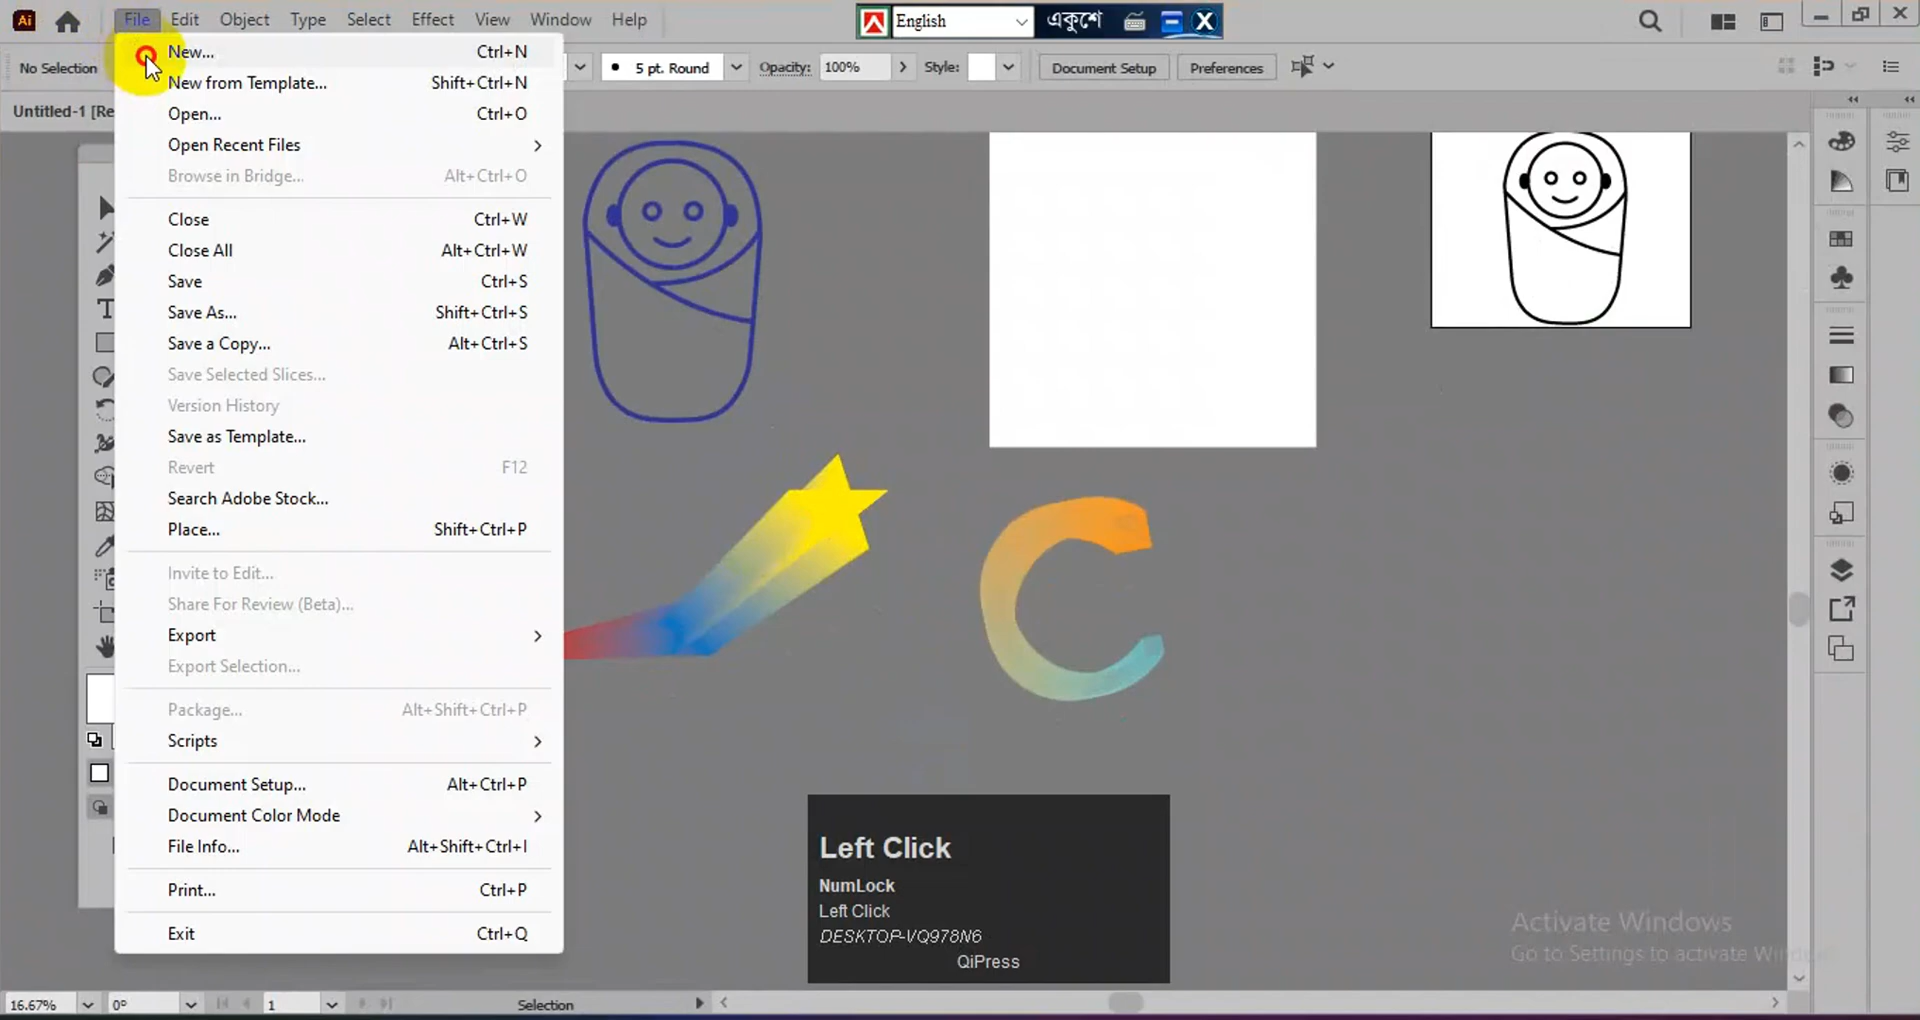 Ai File Edit Object Type Select Effect View Window Help English একুশে X
No Selection 5 pt. Round Opacity: 100% Style: Document Setup Preferences
Untitled-1 [Re
New... Ctrl+N
New from Template... Shift+Ctrl+N
Open... Ctrl+O
Open Recent Files
Browse in Bridge... Alt+Ctrl+O
Close Ctrl+W
Close All Alt+Ctrl+W
Save Ctrl+S
Save As... Shift+Ctrl+S
Save a Copy... Alt+Ctrl+S
Save Selected Slices...
Version History
Save as Template...
Revert F12
Search Adobe Stock...
Place... Shift+Ctrl+P
Invite to Edit...
Share For Review (Beta)...
Export
Export Selection...
Package... Alt+Shift+Ctrl+P
Scripts
Document Setup... Alt+Ctrl+P
Document Color Mode
File Info... Alt+Shift+Ctrl+I
Print... Ctrl+P
Exit Ctrl+Q
Left Click
NumLock
Left Click
DESKTOP-VQ978N6
QiPress
Activate Windows
Go to Settings to activate Windows
16.67% 0° 1 Selection